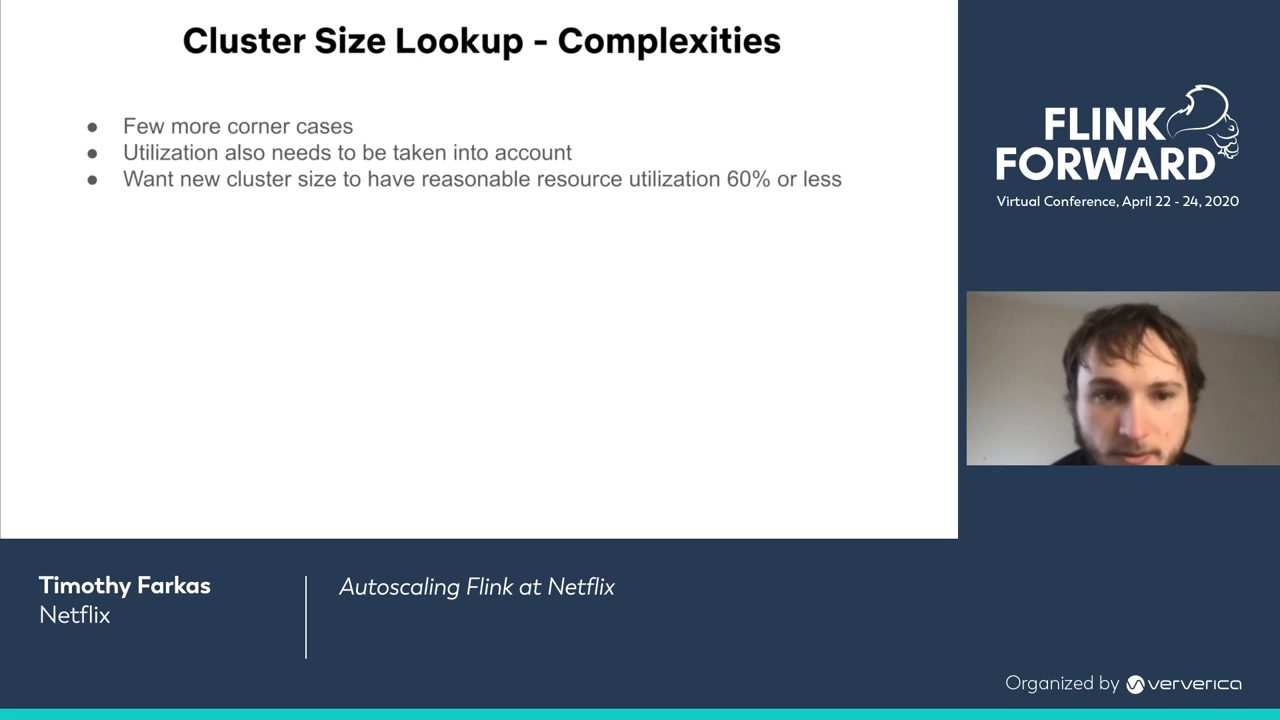 Cluster Size Lookup - Complexities
● Few more corner cases
● Utilization also needs to be taken into account
● Want new cluster size to have reasonable resource utilization 60% or less
FLINK
FORWARD
Virtual Conference, April 22 - 24, 2020
Timothy Farkas
Netflix
Autoscaling Flink at Netflix
Organized by ververica